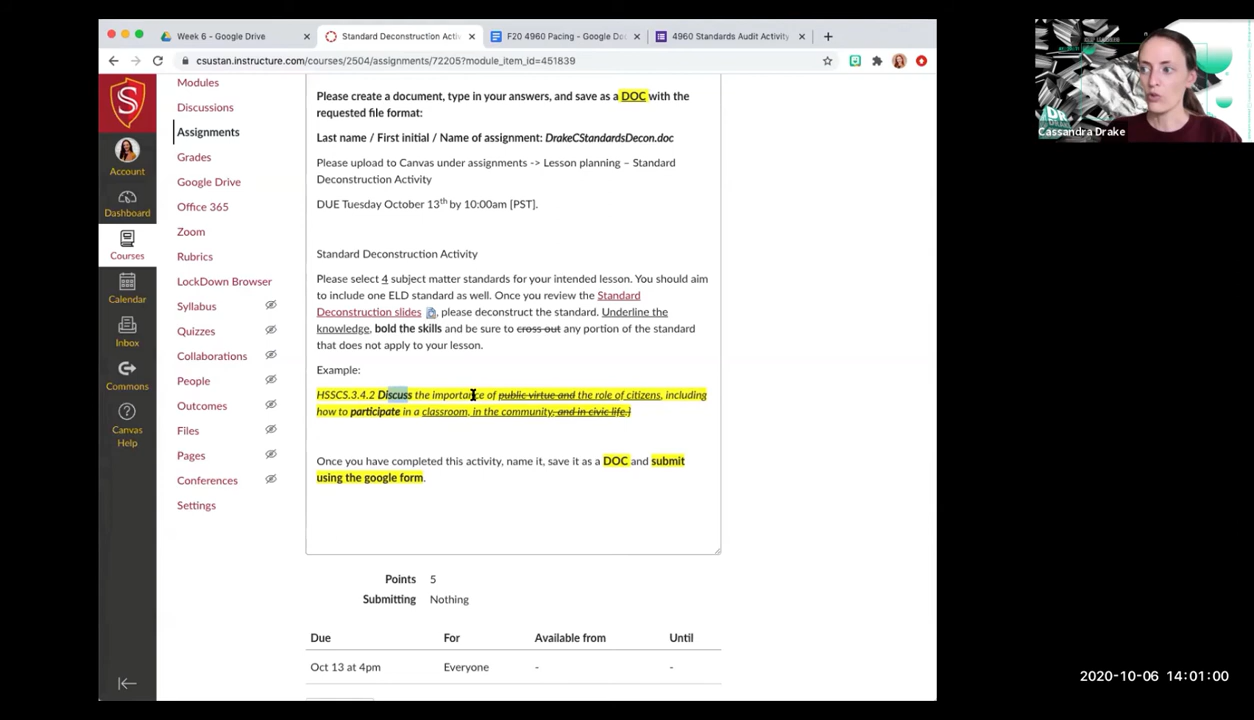 Week 6 - Google Drive
Standard Deconstruction Activ
F20 4960 Pacing - Google Doc
4960 Standards Audit Activity
csustan.instructure.com/courses/2504/assignments/72205?module_item_id=451839
Account
Dashboard
Courses
Calendar
Inbox
Commons
Canvas
Help
Modules
Discussions
Assignments
Grades
Google Drive
Office 365
Zoom
Rubrics
LockDown Browser
Syllabus
Quizzes
Collaborations
People
Outcomes
Files
Pages
Conferences
Settings
Please create a document, type in your answers, and save as a DOC with the
requested file format:
Last name / First initial / Name of assignment: DrakeCStandardsDecon.doc
Please upload to Canvas under assignments -> Lesson planning – Standard
Deconstruction Activity
DUE Tuesday October 13th by 10:00am [PST].
Standard Deconstruction Activity
Please select 4 subject matter standards for your intended lesson. You should aim
to include one ELD standard as well. Once you review the Standard
Deconstruction slides , please deconstruct the standard. Underline the
knowledge, bold the skills and be sure to cross out any portion of the standard
that does not apply to your lesson.
Example:
HSSCS.3.4.2 Discuss the importance of public virtue and the role of citizens, including
how to participate in a classroom, in the community, and in civic life.]
Once you have completed this activity, name it, save it as a DOC and submit
using the google form.
Points 5
Submitting Nothing
Due For Available from Until
Oct 13 at 4pm Everyone - -
Cassandra Drake
2020-10-06 14:01:00